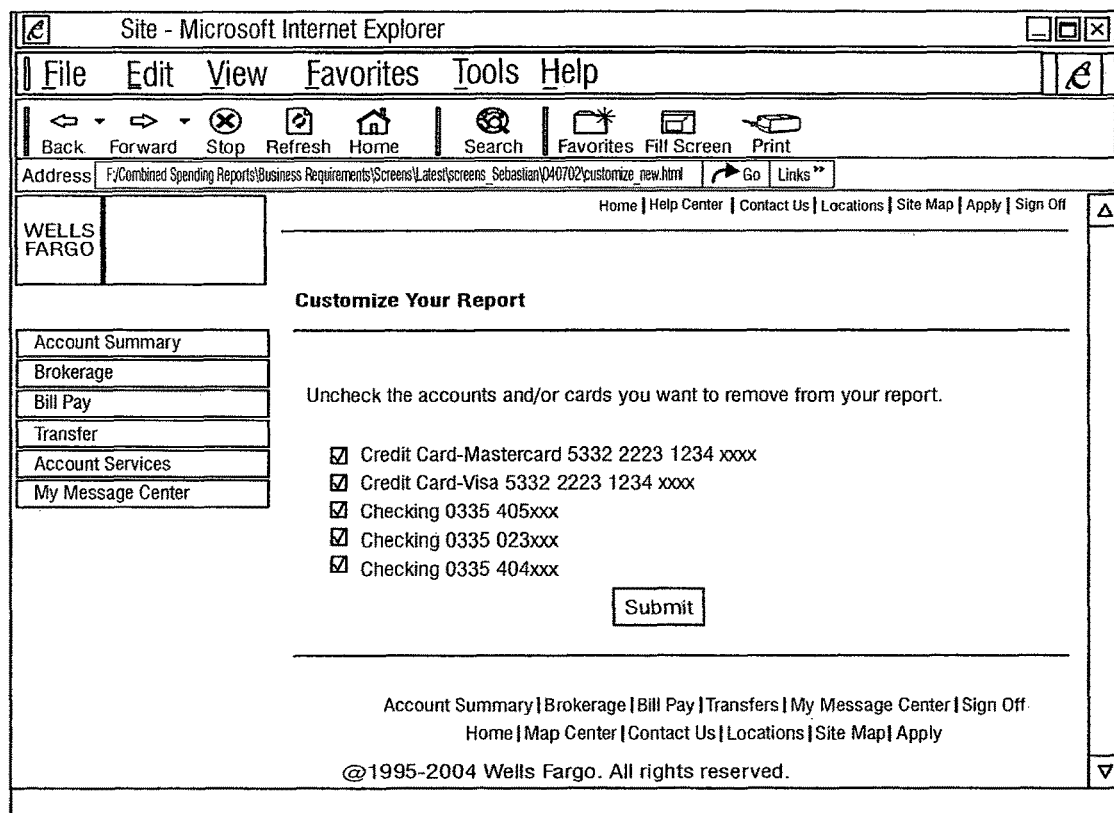 Site - Microsoft Internet Explorer
File Edit View Favorites Tools Help
Back Forward Stop Refresh Home Search Favorites Fill Screen Print
Address F:/Combined Spending Reports\Business Requirements\Screens\Latest\screens_Sebastian\040702\customize_new.html Go Links »
Home | Help Center | Contact Us | Locations | Site Map | Apply | Sign Off
WELLS
FARGO
Customize Your Report
Account Summary
Brokerage
Bill Pay
Transfer
Account Services
My Message Center
Uncheck the accounts and/or cards you want to remove from your report.
Credit Card-Mastercard 5332 2223 1234 xxxx
Credit Card-Visa 5332 2223 1234 xxxx
Checking 0335 405xxx
Checking 0335 023xxx
Checking 0335 404xxx
Submit
Account Summary | Brokerage | Bill Pay | Transfers | My Message Center | Sign Off
Home | Map Center | Contact Us | Locations | Site Map | Apply
@1995-2004 Wells Fargo. All rights reserved.